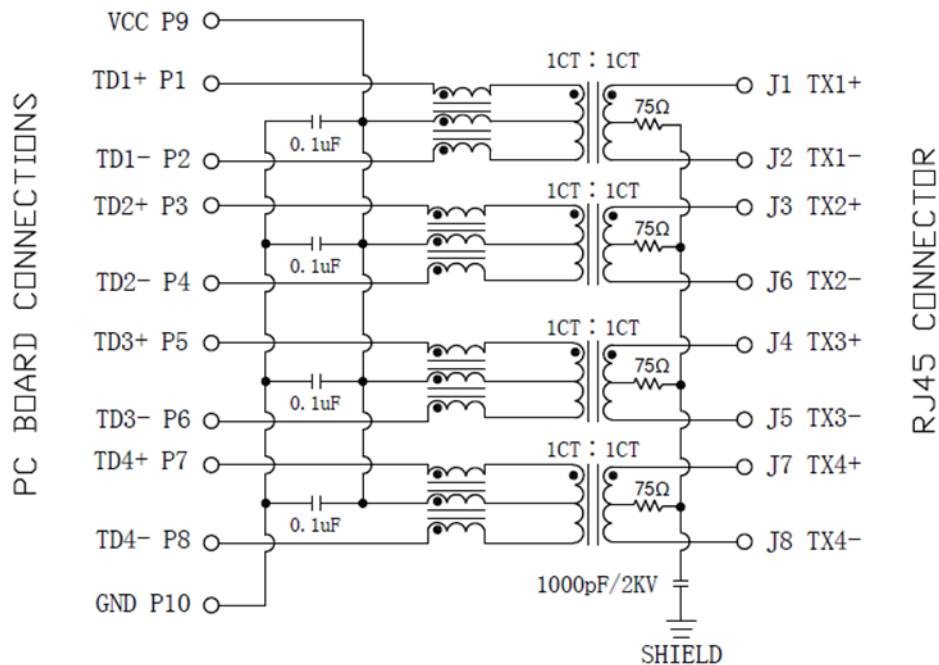 PC BOARD CONNECTIONS
VCC P9
TD1+ P1
1CT : 1CT
J1 TX1+
75Ω
0.1uF
TD1- P2
J2 TX1-
TD2+ P3
1CT : 1CT
J3 TX2+
75Ω
0.1uF
TD2- P4
J6 TX2-
TD3+ P5
1CT : 1CT
J4 TX3+
75Ω
0.1uF
TD3- P6
J5 TX3-
TD4+ P7
1CT : 1CT
J7 TX4+
75Ω
0.1uF
TD4- P8
J8 TX4-
1000pF/2KV
GND P10
SHIELD
RJ45 CONNECTOR